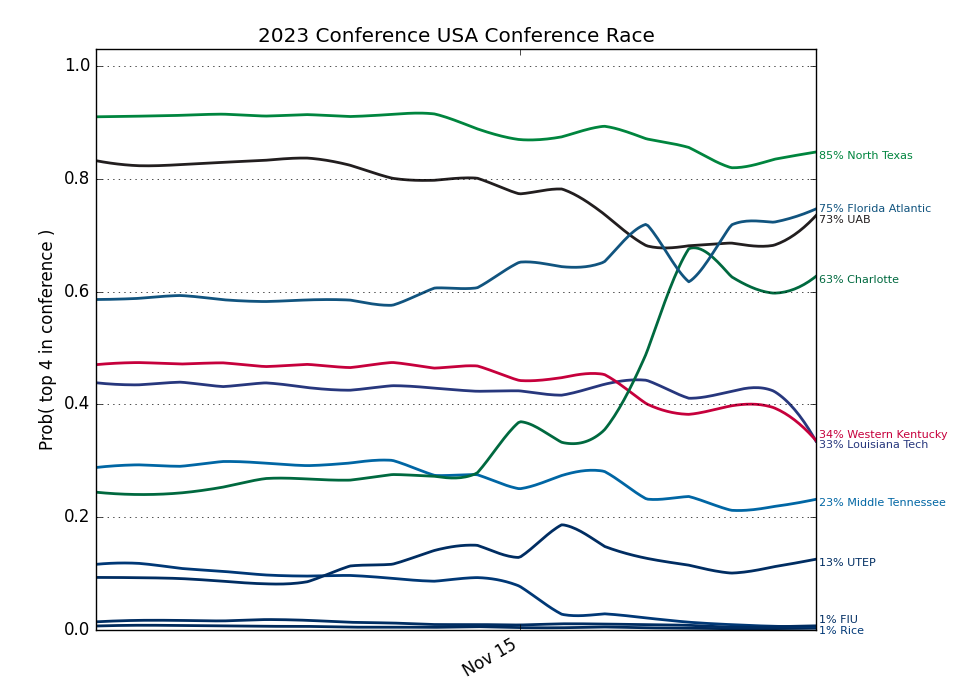 2023 Conference USA Conference Race
Prob( top 4 in conference )
1.0
0.8
0.6
0.4
0.2
0.0
Nov 15
85% North Texas
75% Florida Atlantic
73% UAB
63% Charlotte
34% Western Kentucky
33% Louisiana Tech
23% Middle Tennessee
13% UTEP
1% FIU
1% Rice